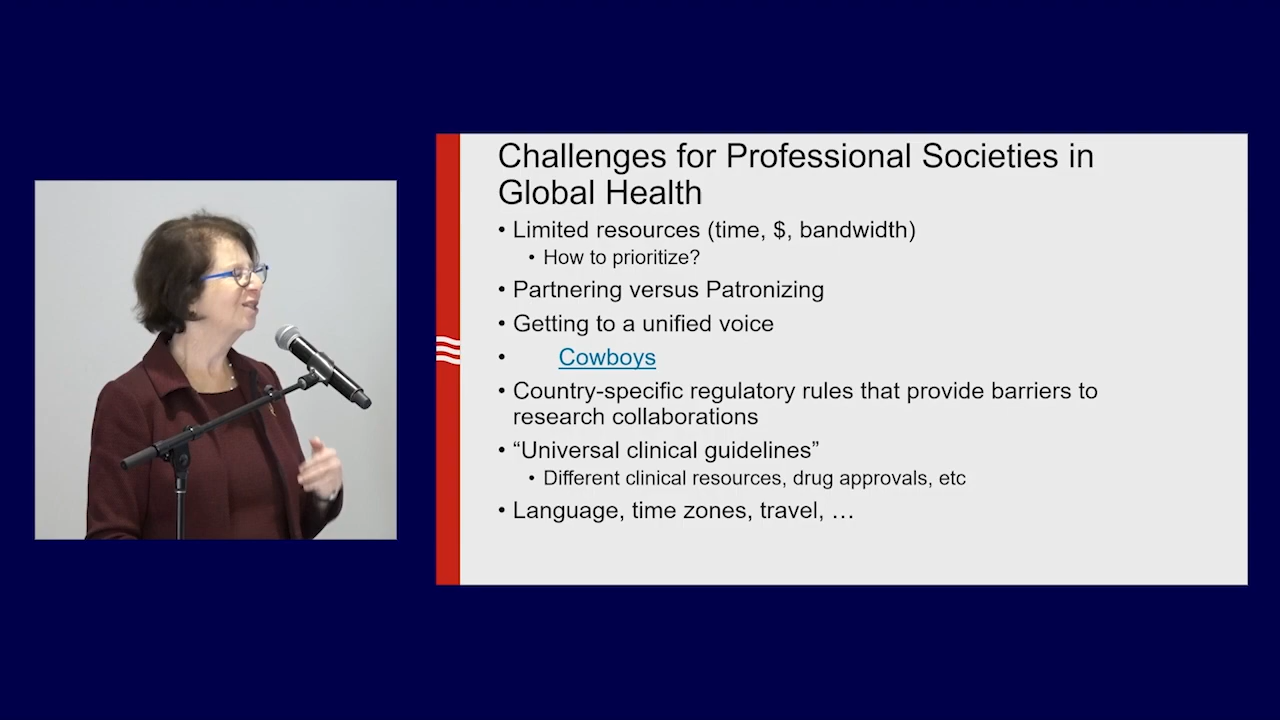 Challenges for Professional Societies in
Global Health
• Limited resources (time, $, bandwidth)
• How to prioritize?
• Partnering versus Patronizing
• Getting to a unified voice
• Cowboys
• Country-specific regulatory rules that provide barriers to
research collaborations
• “Universal clinical guidelines”
• Different clinical resources, drug approvals, etc
• Language, time zones, travel, …